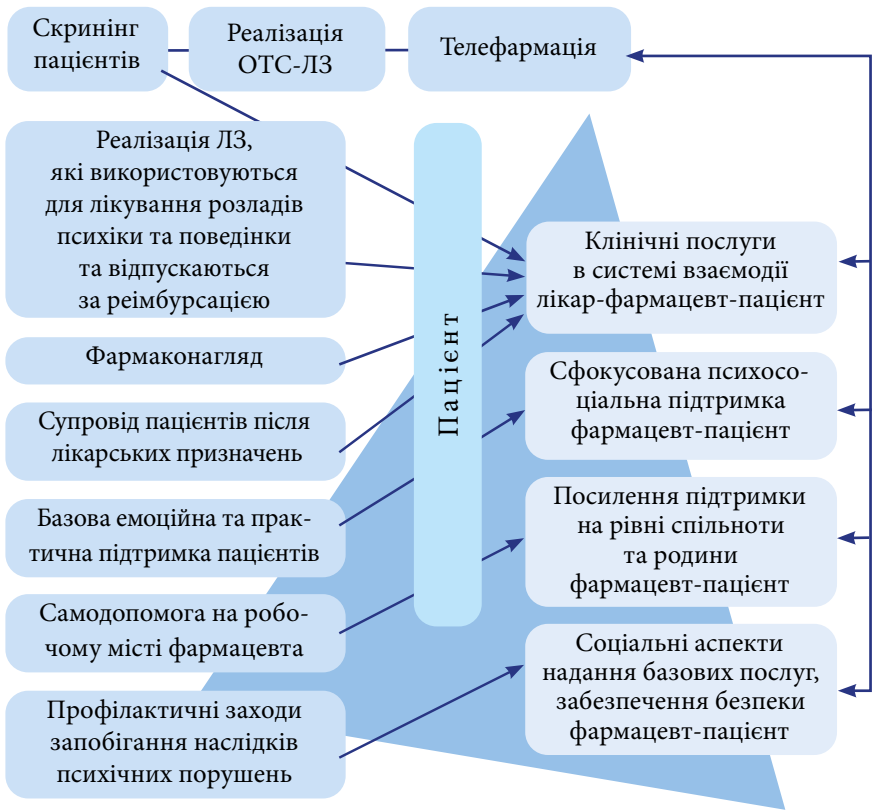 Скринінг
пацієнтів
Реалізація
ОТС-ЛЗ
Телефармація
Реалізація ЛЗ,
які використовуються
для лікування розладів
психіки та поведінки
та відпускаються
за реімбурсацією
Фармаконагляд
Супровід пацієнтів після
лікарських призначень
Базова емоційна та прак-
тична підтримка пацієнтів
Самодопомога на робо-
чому місті фармацевта
Профілактичні заходи
запобігання наслідків
психічних порушень
Пацієнт
Клінічні послуги
в системі взаємодії
лікар-фармацевт-пацієнт
Сфокусована психосо-
ціальна підтримка
фармацевт-пацієнт
Посилення підтримки
на рівні спільноти
та родини
фармацевт-пацієнт
Соціальні аспекти
надання базових послуг,
забезпечення безпеки
фармацевт-пацієнт